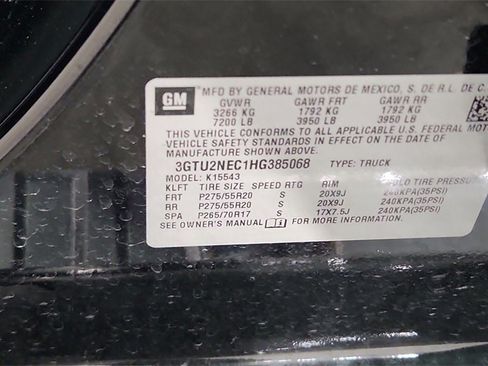 GM
MFD BY GENERAL MOTORS DE MEXICO, S. DE R.L. DE C.
GVWR GAWR FRT GAWR RR
3266 KG 1792 KG 1792 KG
7200 LB 3950 LB 3950 LB
THIS VEHICLE CONFORMS TO ALL APPLICABLE U.S. MOTOR
VEHICLE SAFETY STANDARDS IN EFFECT ON THE DATE OF
MANUFACTURE SHOWN ABOVE.
3GTU2NEC1HG385068 TYPE: TRUCK
MODEL: K15543
KLFT TIRE SIZE SPEED RTG RIM COLD TIRE PRESSURE
FRT P275/55R20 S 20X9J 240KPA(35PSI)
RR P275/55R20 S 20X9J 240KPA(35PSI)
SPA P265/70R17 S 17X7.5J 240KPA(35PSI)
SEE OWNER'S MANUAL FOR MORE INFORMATION.